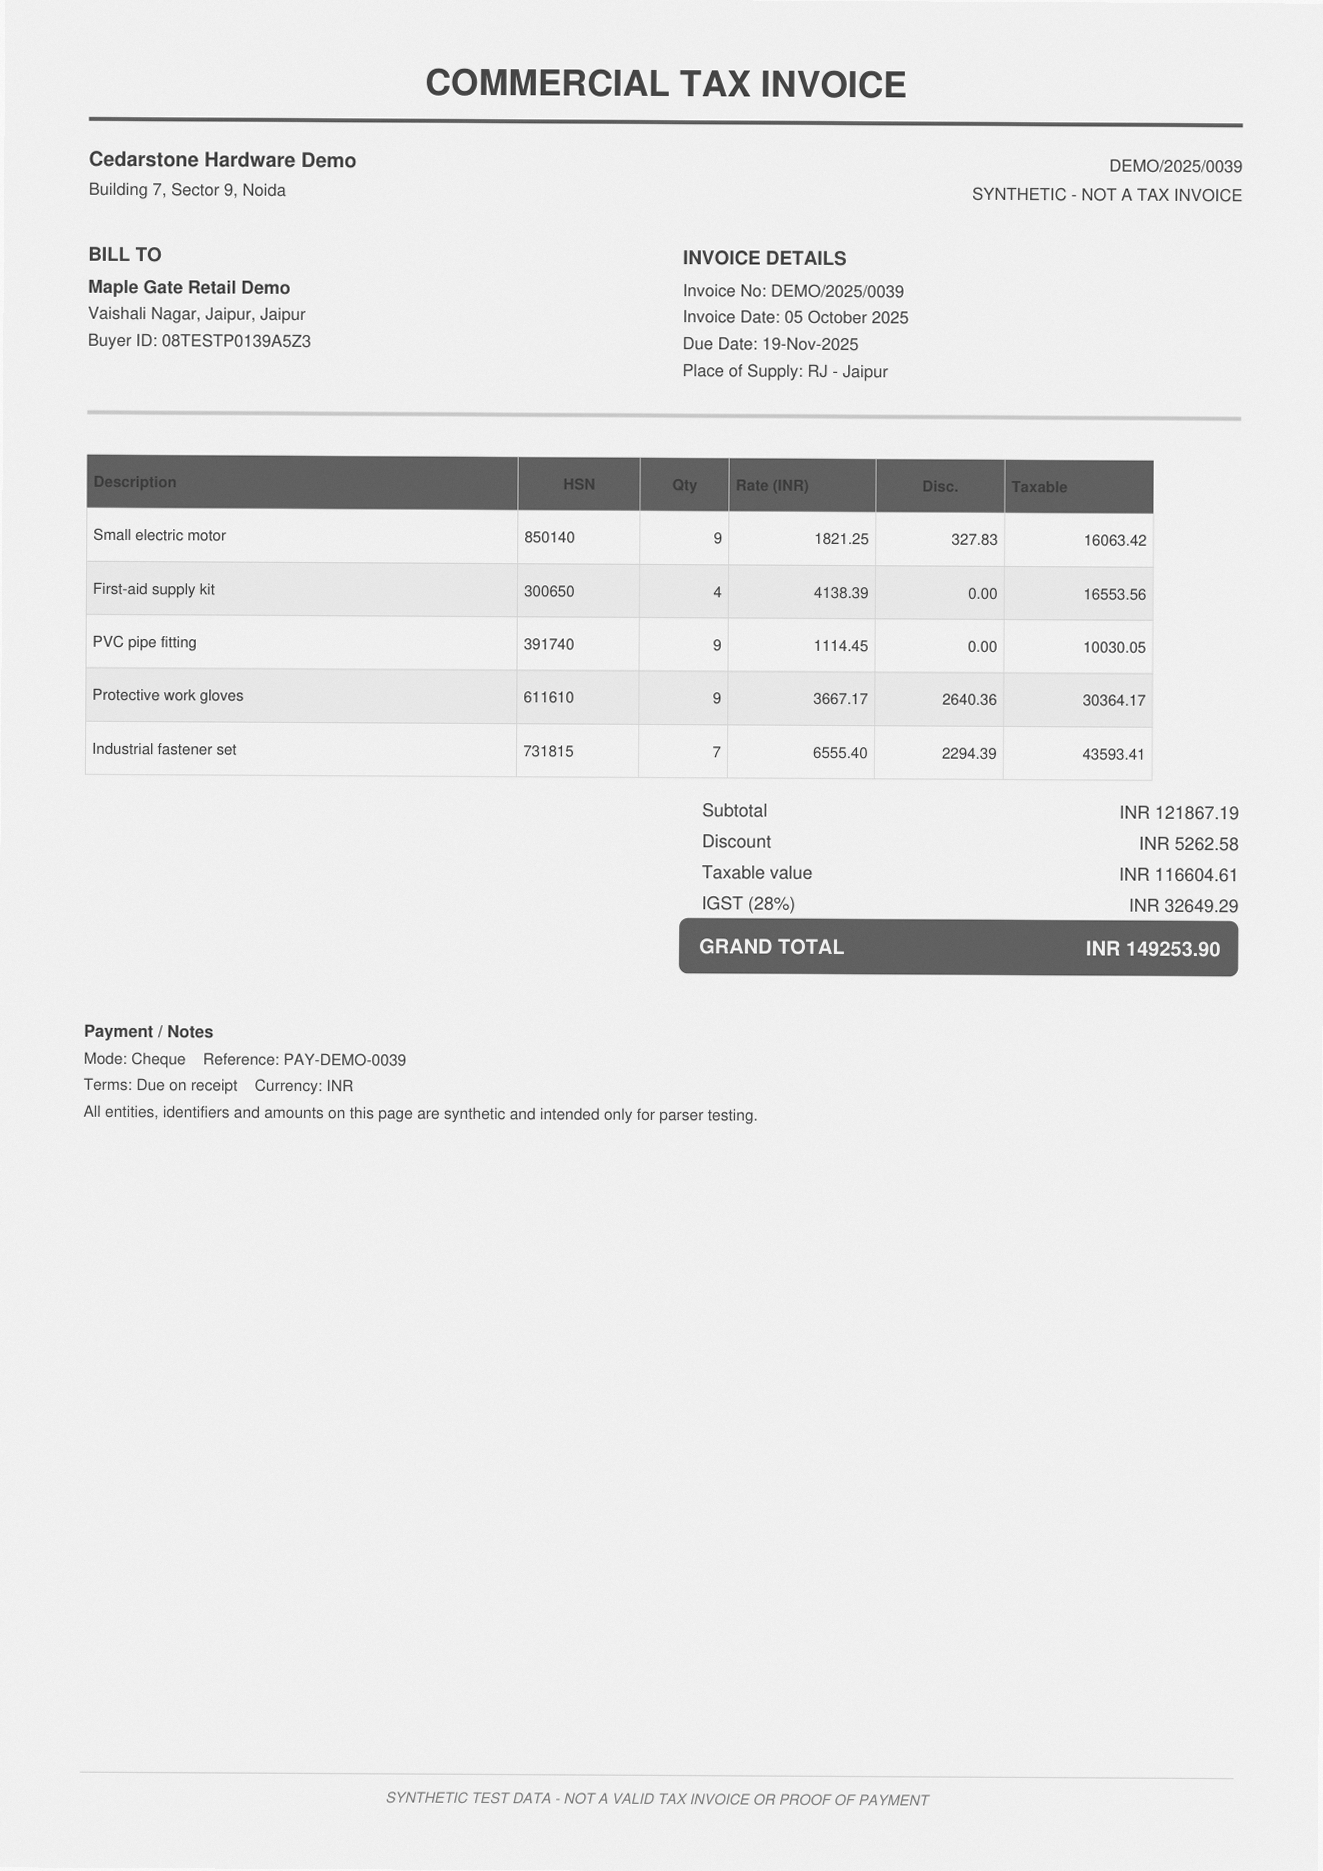 COMMERCIAL TAX INVOICE
Cedarstone Hardware Demo
Building 7, Sector 9, Noida
DEMO/2025/0039
SYNTHETIC - NOT A TAX INVOICE
BILL TO
Maple Gate Retail Demo
Vaishali Nagar, Jaipur, Jaipur
Buyer ID: 08TESTP0139A5Z3
INVOICE DETAILS
Invoice No: DEMO/2025/0039
Invoice Date: 05 October 2025
Due Date: 19-Nov-2025
Place of Supply: RJ - Jaipur
Description HSN Qty Rate (INR) Disc. Taxable
Small electric motor 850140 9 1821.25 327.83 16063.42
First-aid supply kit 300650 4 4138.39 0.00 16553.56
PVC pipe fitting 391740 9 1114.45 0.00 10030.05
Protective work gloves 611610 9 3667.17 2640.36 30364.17
Industrial fastener set 731815 7 6555.40 2294.39 43593.41
Subtotal INR 121867.19
Discount INR 5262.58
Taxable value INR 116604.61
IGST (28%) INR 32649.29
GRAND TOTAL INR 149253.90
Payment / Notes
Mode: Cheque Reference: PAY-DEMO-0039
Terms: Due on receipt Currency: INR
All entities, identifiers and amounts on this page are synthetic and intended only for parser testing.
SYNTHETIC TEST DATA - NOT A VALID TAX INVOICE OR PROOF OF PAYMENT